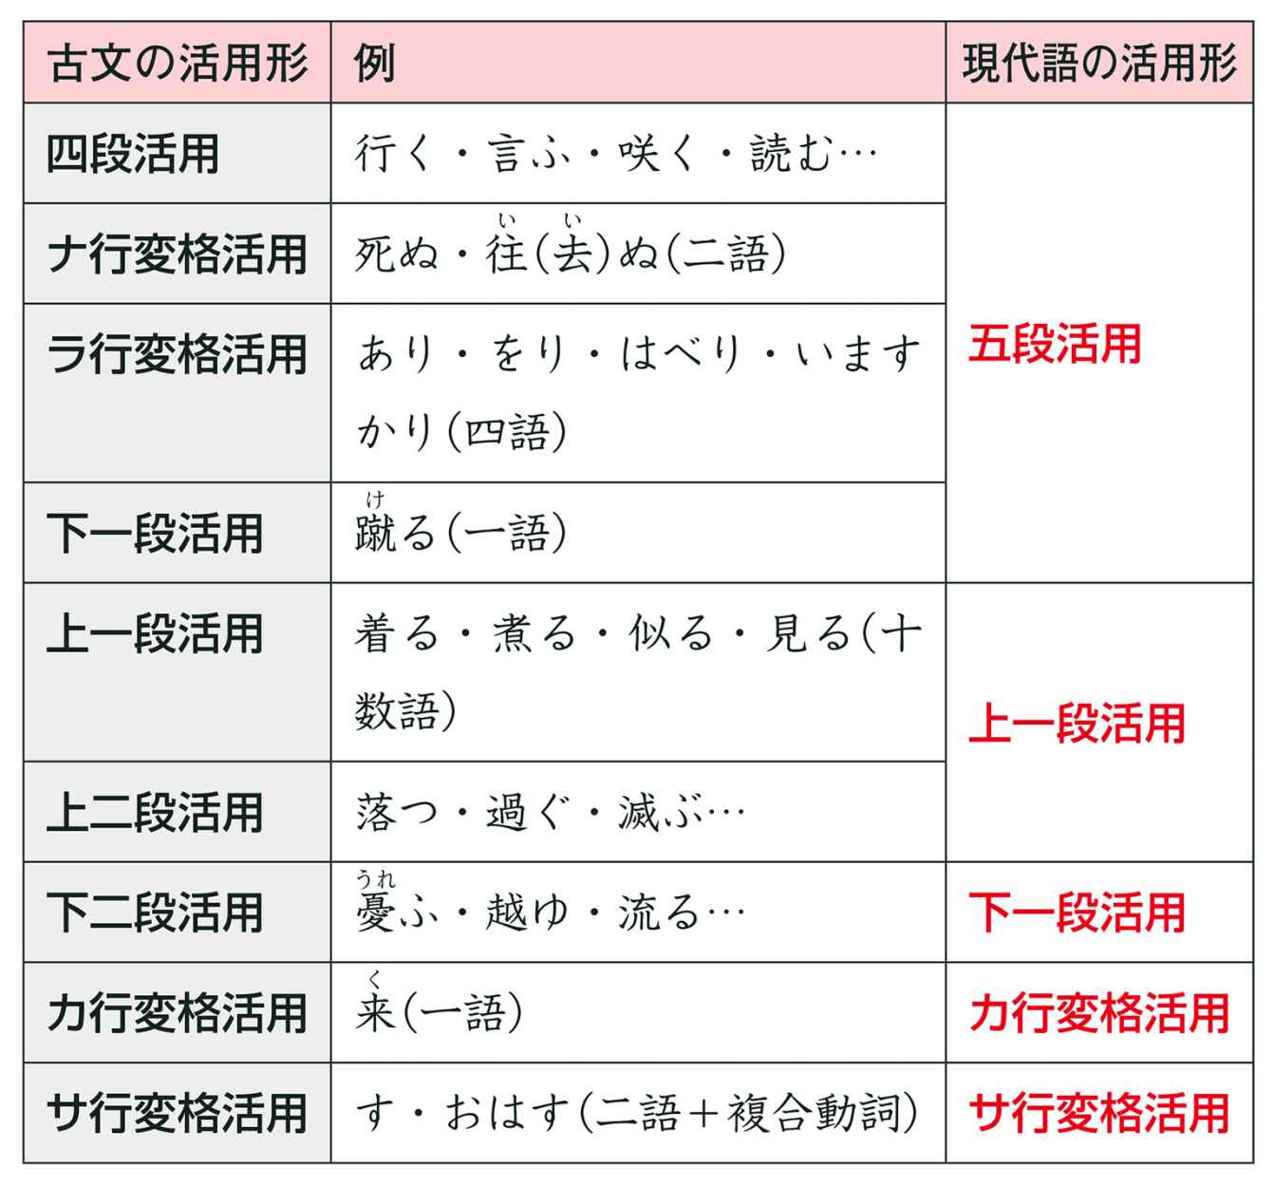 古文の活用形 例 現代語の活用形
四段活用 行く・言ふ・咲く・読む…
い い
ナ行変格活用 死ぬ・往(去)ぬ(二語)
ラ行変格活用 あり・をり・はべり・います
かり(四語)
五段活用
け
下一段活用 蹴る(一語)
上一段活用 着る・煮る・似る・見る(十
数語)
上一段活用
上二段活用 落つ・過ぐ・滅ぶ…
うれ
下二段活用 憂ふ・越ゆ・流る… 下一段活用
く
カ行変格活用 来(一語) カ行変格活用
サ行変格活用 す・おはす(二語+複合動詞) サ行変格活用